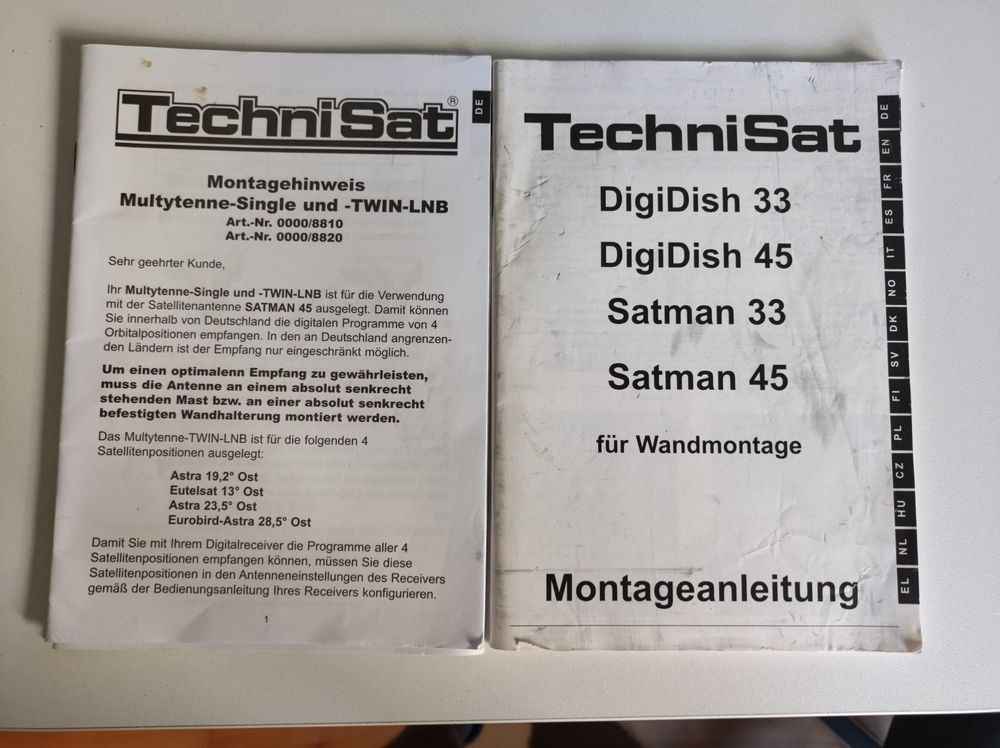 TechniSat®
DE
Montagehinweis
Multytenne-Single und -TWIN-LNB
Art.-Nr. 0000/8810
Art.-Nr. 0000/8820
Sehr geehrter Kunde,
Ihr Multytenne-Single und -TWIN-LNB ist für die Verwendung
mit der Satellitenantenne SATMAN 45 ausgelegt. Damit können
Sie innerhalb von Deutschland die digitalen Programme von 4
Orbitalpositionen empfangen. In den an Deutschland angrenzen-
den Ländern ist der Empfang nur eingeschränkt möglich.
Um einen optimalenn Empfang zu gewährleisten,
muss die Antenne an einem absolut senkrecht
stehenden Mast bzw. an einer absolut senkrecht
befestigten Wandhalterung montiert werden.
Das Multytenne-TWIN-LNB ist für die folgenden 4
Satellitenpositionen ausgelegt:
Astra 19,2° Ost
Eutelsat 13° Ost
Astra 23,5° Ost
Eurobird-Astra 28,5° Ost
Damit Sie mit Ihrem Digitalreceiver die Programme aller 4
Satellitenpositionen empfangen können, müssen Sie diese
Satellitenpositionen in den Antenneneinstellungen des Receivers
gemäß der Bedienungsanleitung Ihres Receivers konfigurieren.
1
TechniSat
DigiDish 33
DigiDish 45
Satman 33
Satman 45
für Wandmontage
Montageanleitung
DE
EN
FR
ES
IT
NO
DK
SV
FI
PL
CZ
HU
NL
EL